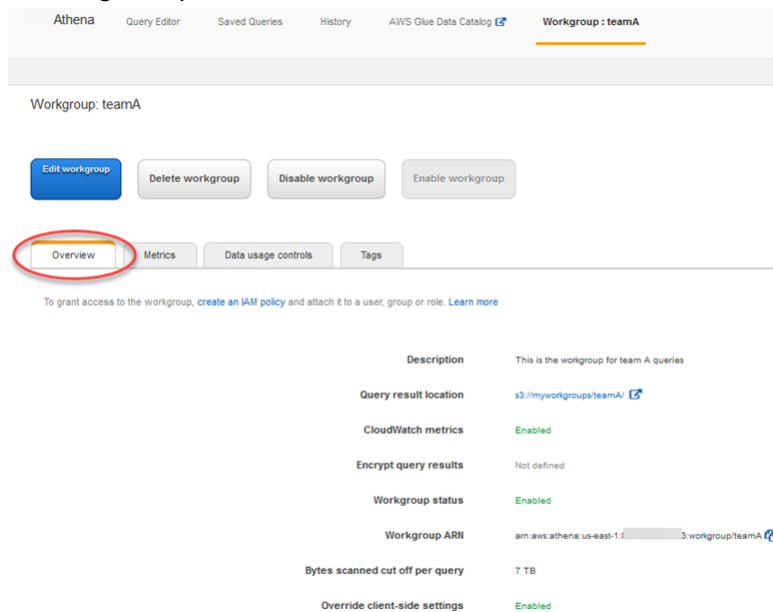 Athena Query Editor Saved Queries History AWS Glue Data Catalog Workgroup : teamA
Workgroup: teamA
Edit workgroup Delete workgroup Disable workgroup Enable workgroup
Overview Metrics Data usage controls Tags
To grant access to the workgroup, create an IAM policy and attach it to a user, group or role. Learn more
Description This is the workgroup for team A queries
Query result location s3://myworkgroups/teamA/
CloudWatch metrics Enabled
Encrypt query results Not defined
Workgroup status Enabled
Workgroup ARN arn:aws:athena:us-east-1: 3:workgroup/teamA
Bytes scanned cut off per query 7 TB
Override client-side settings Enabled